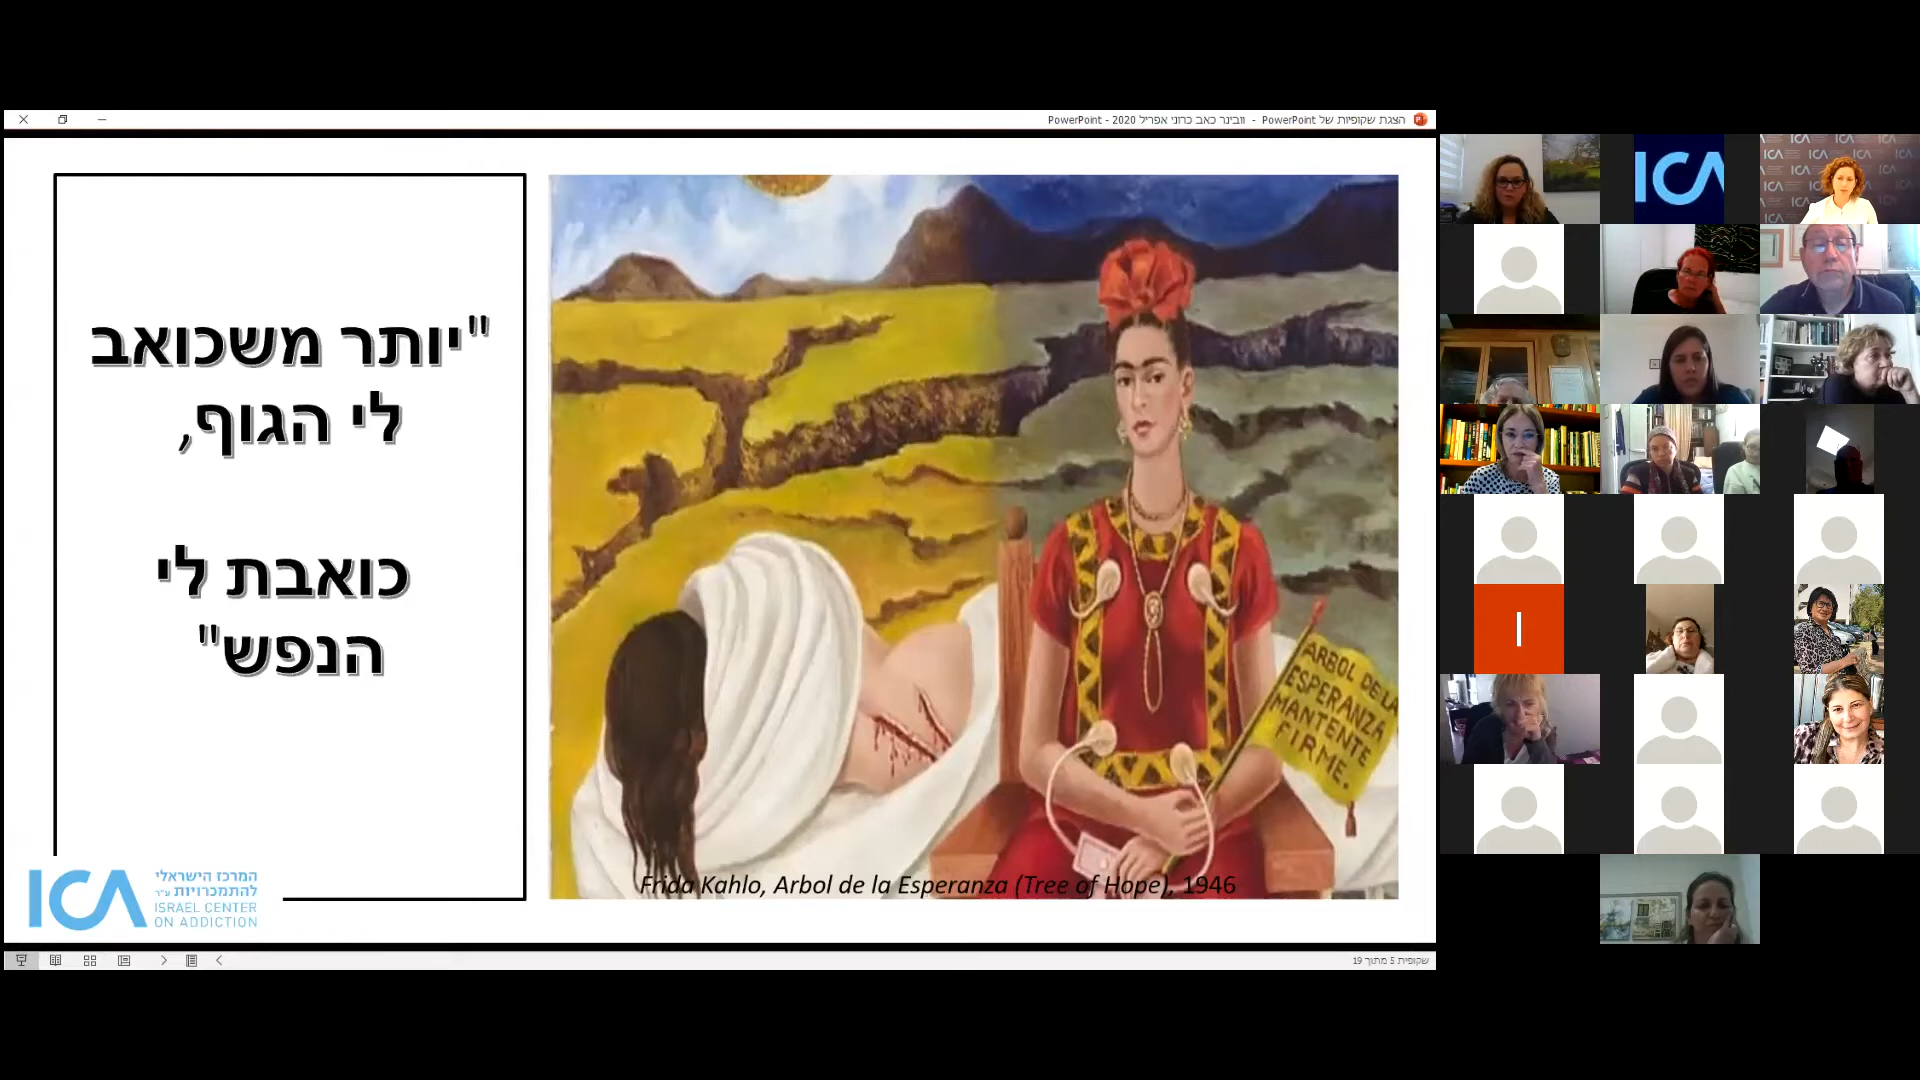 הצגת שקופיות של PowerPoint - וובינר כאב כרוני אפריל 2020 - PowerPoint
"יותר משכואב
לי הגוף,
כואבת לי
הנפש"
ARBOL DE LA
ESPERANZA
MANTENTE
FIRME.
Frida Kahlo, Arbol de la Esperanza (Tree of Hope), 1946
ICA
המרכז הישראלי
להתמכרויות ע"ר
ISRAEL CENTER
ON ADDICTION
שקופית 5 מתוך 19
ICA
I